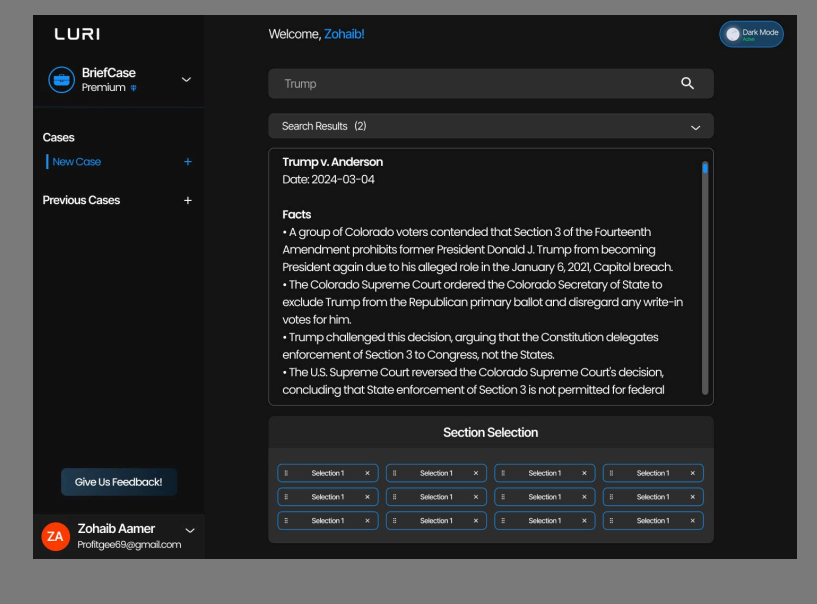 LURI
Welcome, Zohaib!
Dark Mode
Active
BriefCase
Premium
Trump
Search Results (2)
Cases
New Case +
Previous Cases +
Trump v. Anderson
Date: 2024-03-04
Facts
• A group of Colorado voters contended that Section 3 of the Fourteenth
Amendment prohibits former President Donald J. Trump from becoming
President again due to his alleged role in the January 6, 2021, Capitol breach.
• The Colorado Supreme Court ordered the Colorado Secretary of State to
exclude Trump from the Republican primary ballot and disregard any write-in
votes for him.
• Trump challenged this decision, arguing that the Constitution delegates
enforcement of Section 3 to Congress, not the States.
• The U.S. Supreme Court reversed the Colorado Supreme Court's decision,
concluding that State enforcement of Section 3 is not permitted for federal
Section Selection
Selection 1 × Selection 1 × Selection 1 × Selection 1 ×
Selection 1 × Selection 1 × Selection 1 × Selection 1 ×
Selection 1 × Selection 1 × Selection 1 × Selection 1 ×
Give Us Feedback!
ZA
Zohaib Aamer
Profitgee69@gmail.com